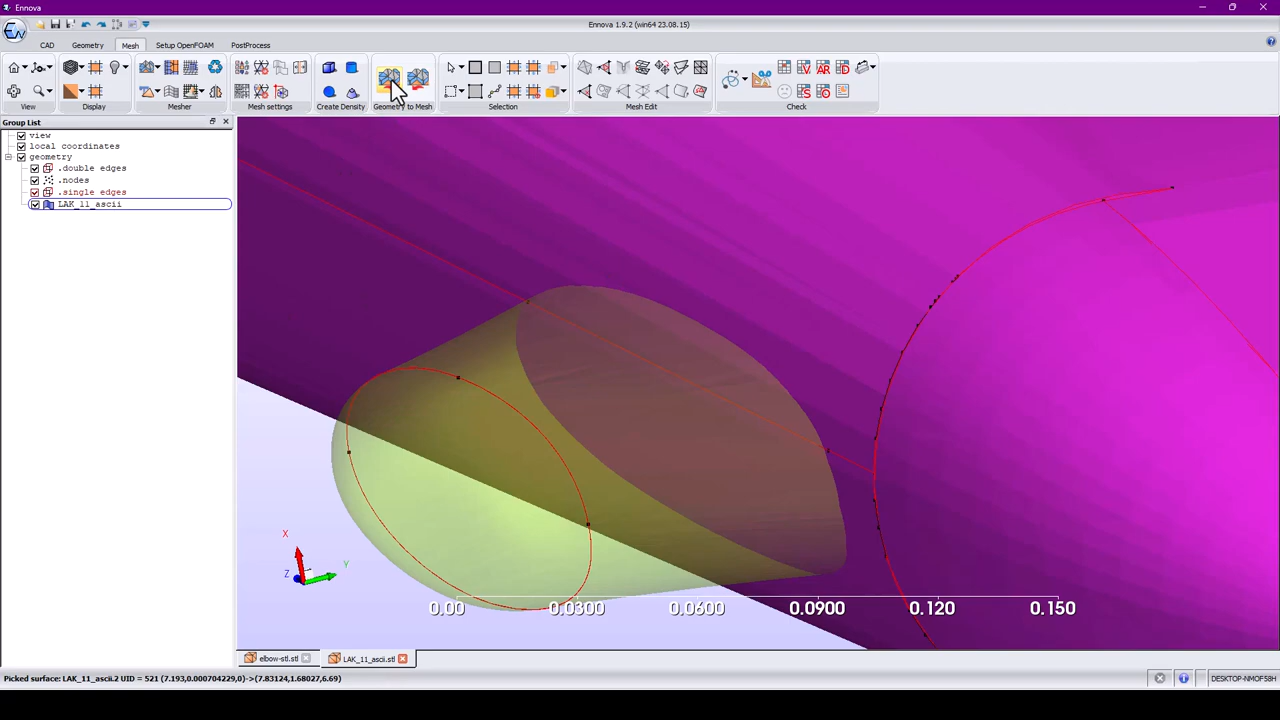 Ennova
Ennova 1.9.2 (win64 23.08.15)
CAD
Geometry
Mesh
Setup OpenFOAM
PostProcess
View
Display
Mesher
Mesh settings
Create Density
Geometry to Mesh
Selection
Mesh Edit
Check
Group List
view
local coordinates
geometry
.double edges
.nodes
.single edges
LAK_11_ascii
X
Y
Z
0.00
0.0300
0.0600
0.0900
0.120
0.150
elbow-stl.stl
LAK_11_ascii.stl
Picked surface: LAK_11_ascii.2 UID = 521 (7.193,0.000704229,0)->(7.83124,1.68027,6.69)
DESKTOP-NMOF5BH